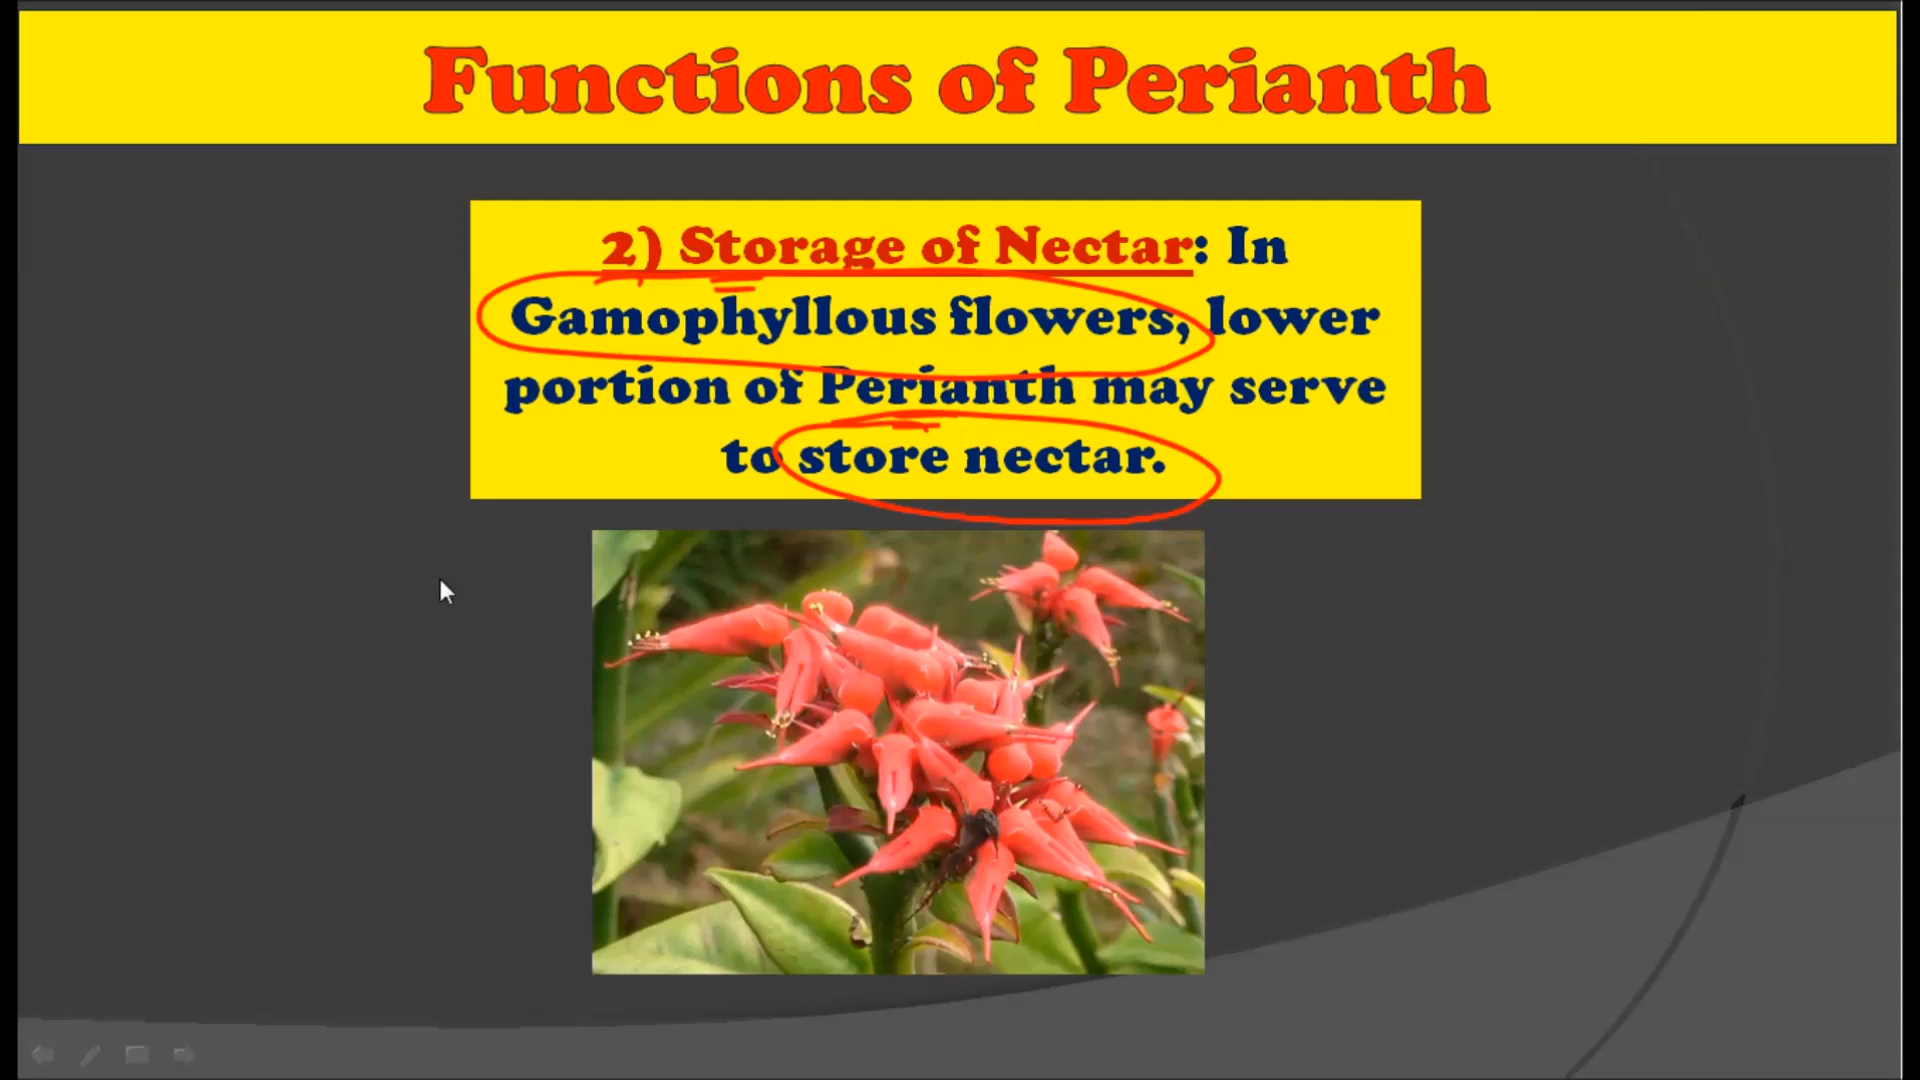 Functions of Perianth
2) Storage of Nectar: In
Gamophyllous flowers, lower
portion of Perianth may serve
to store nectar.